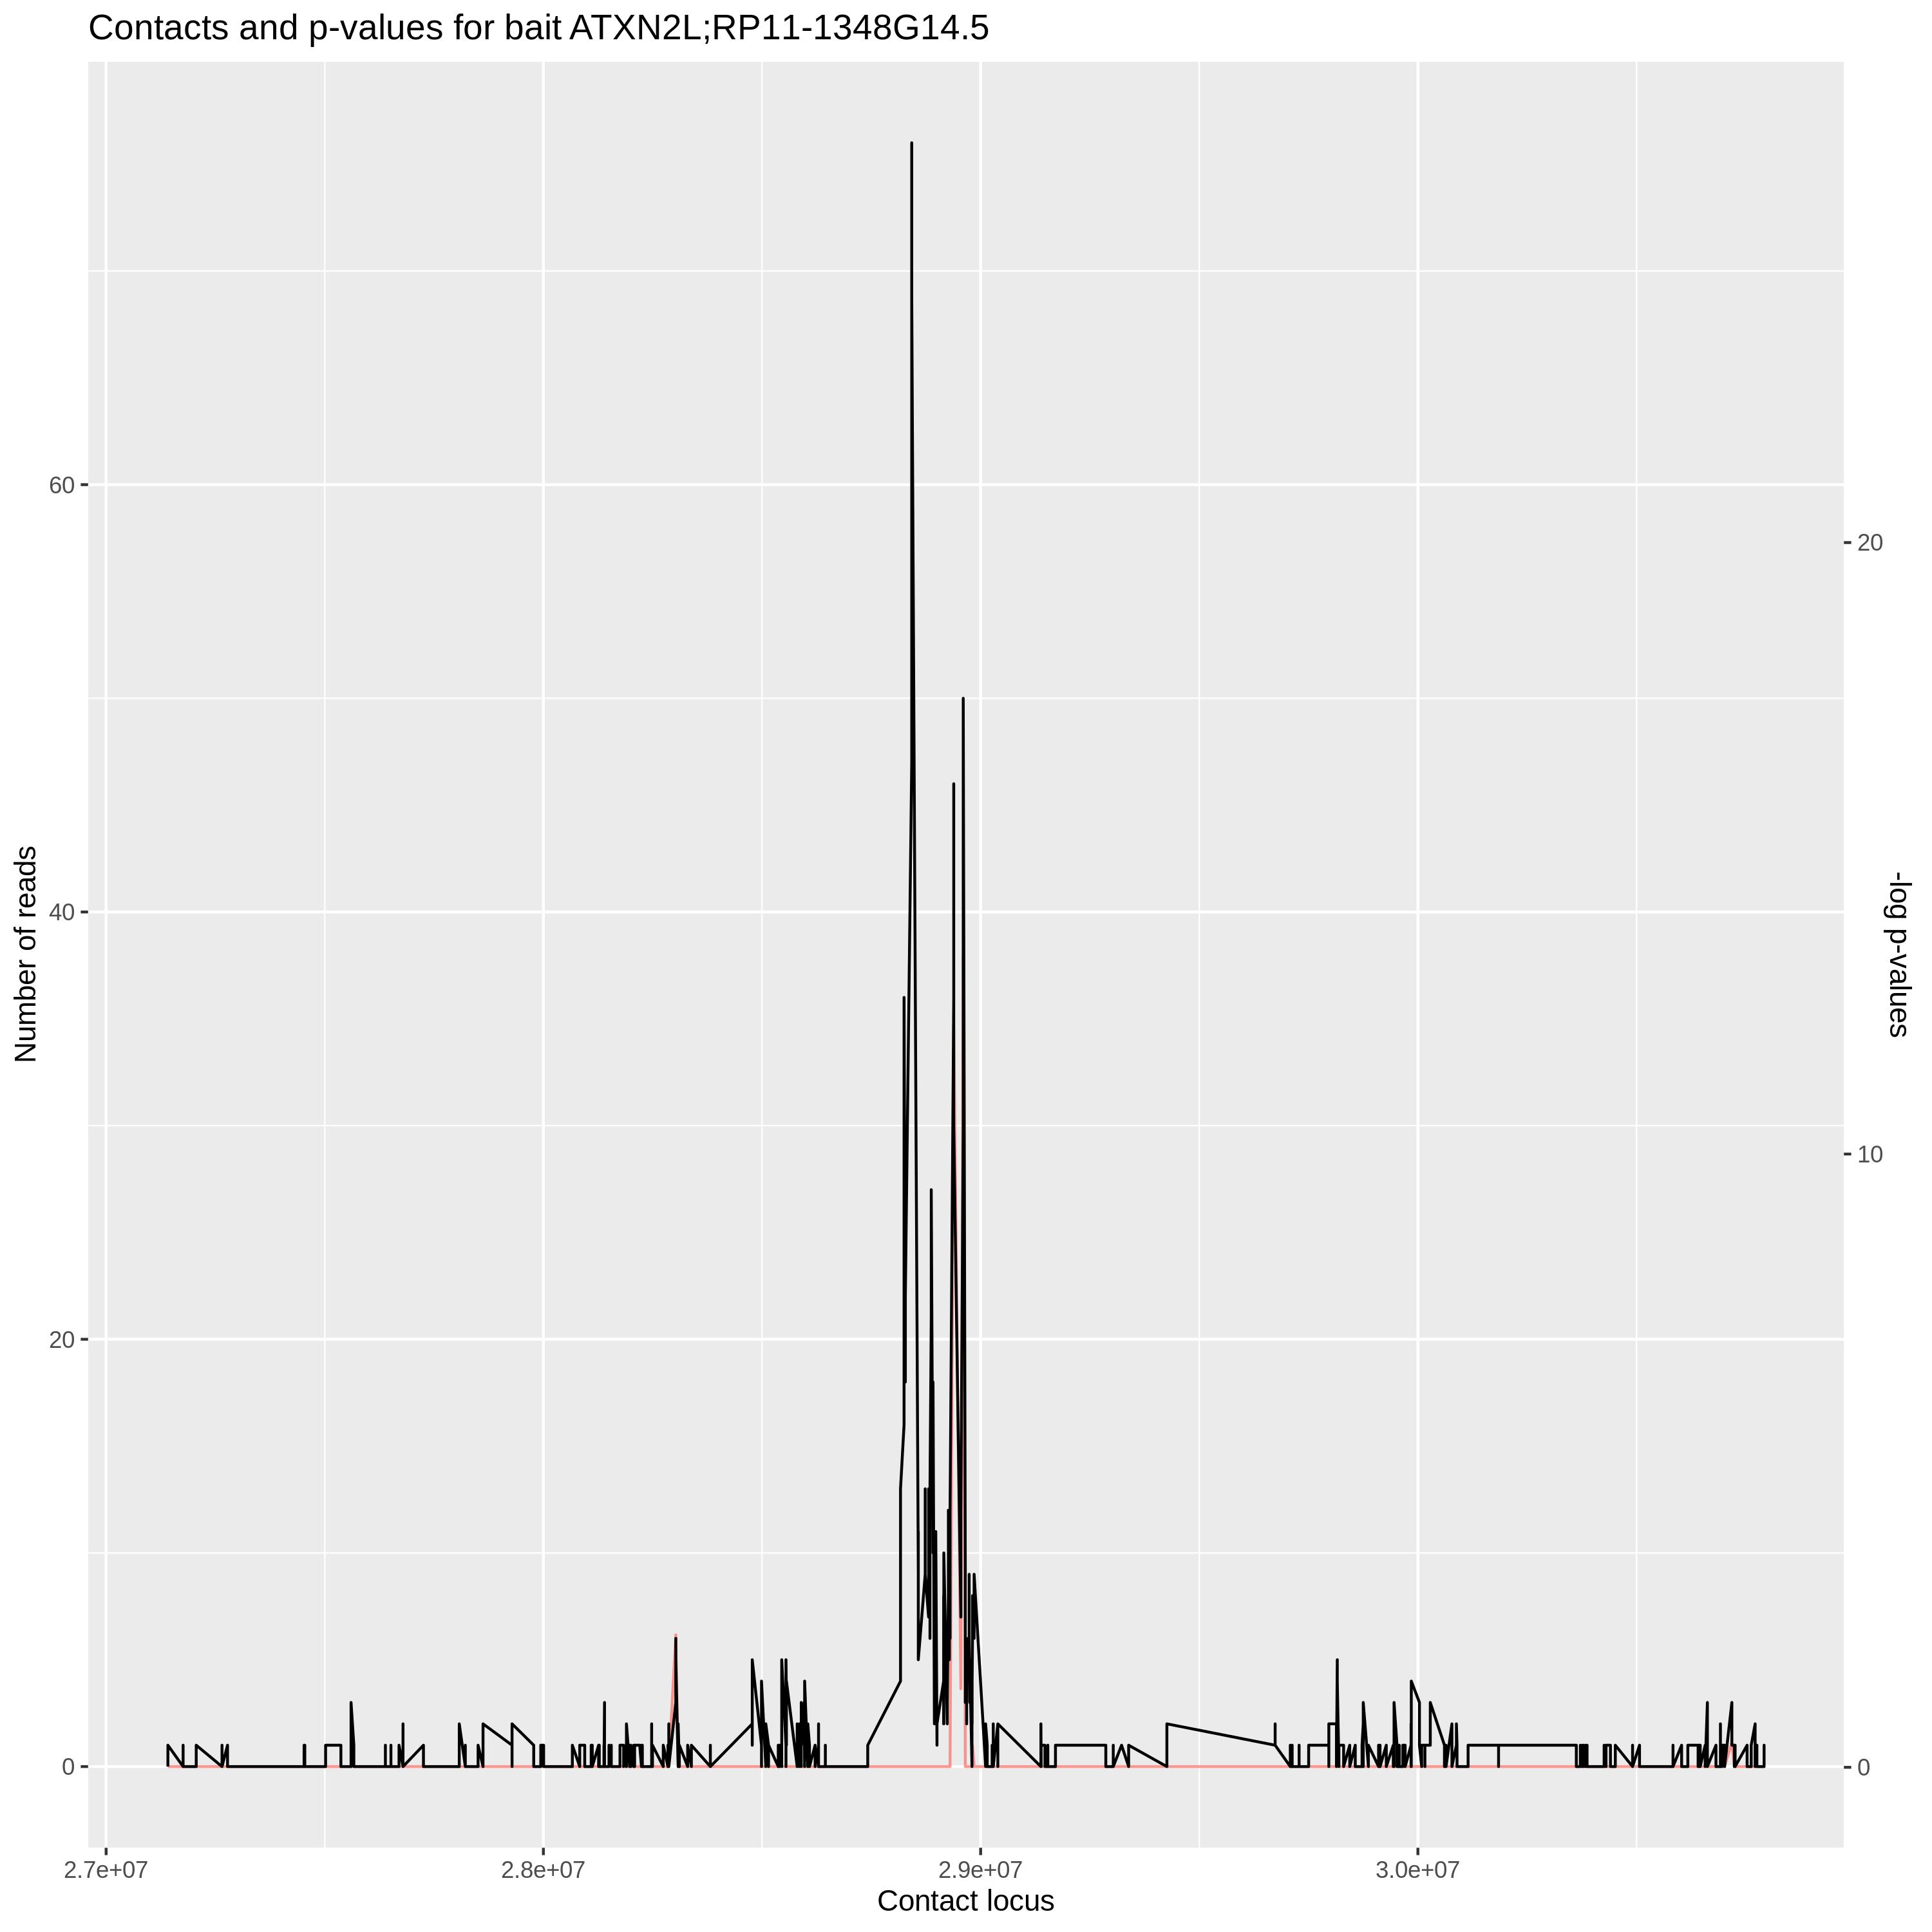 Contacts and p-values for bait ATXN2L;RP11-1348G14.5
60
40
20
0
Number of reads
20
10
0
-log p-values
2.7e+07
2.8e+07
2.9e+07
3.0e+07
Contact locus